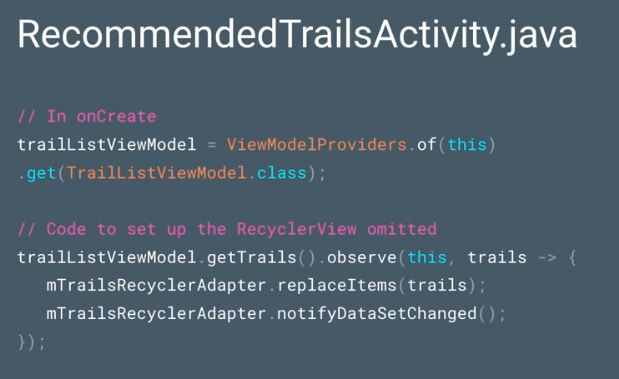 RecommendedTrailsActivity.java
// In onCreate
trailListViewModel = ViewModelProviders.of(this)
.get(TrailListViewModel.class);
// Code to set up the RecyclerView omitted
trailListViewModel.getTrails().observe(this, trails -> {
   mTrailsRecyclerAdapter.replaceItems(trails);
   mTrailsRecyclerAdapter.notifyDataSetChanged();
});